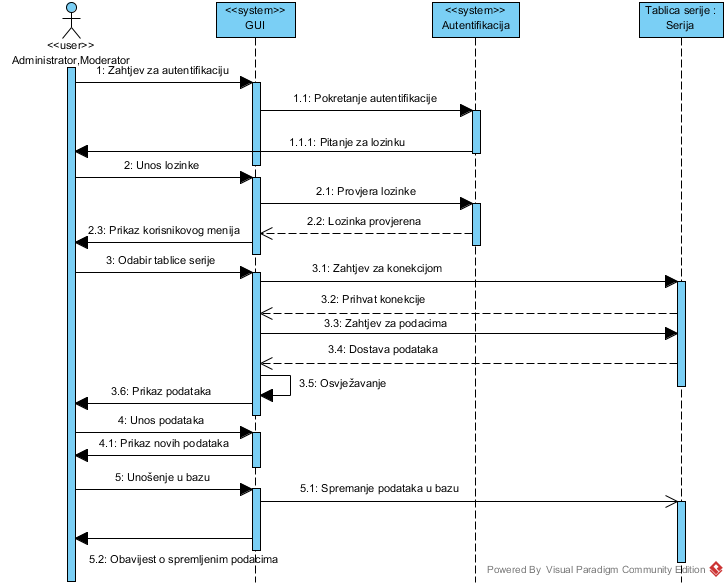 <<system>>
GUI
<<system>>
Autentifikacija
Tablica serije :
Serija
<<user>>
Administrator,Moderator
1: Zahtjev za autentifikaciju
1.1: Pokretanje autentifikacije
1.1.1: Pitanje za lozinku
2: Unos lozinke
2.1: Provjera lozinke
2.2: Lozinka provjerena
2.3: Prikaz korisnikovog menija
3: Odabir tablice serije
3.1: Zahtjev za konekcijom
3.2: Prihvat konekcije
3.3: Zahtjev za podacima
3.4: Dostava podataka
3.5: Osvježavanje
3.6: Prikaz podataka
4: Unos podataka
4.1: Prikaz novih podataka
5: Unošenje u bazu
5.1: Spremanje podataka u bazu
5.2: Obavijest o spremljenim podacima
Powered By Visual Paradigm Community Edition